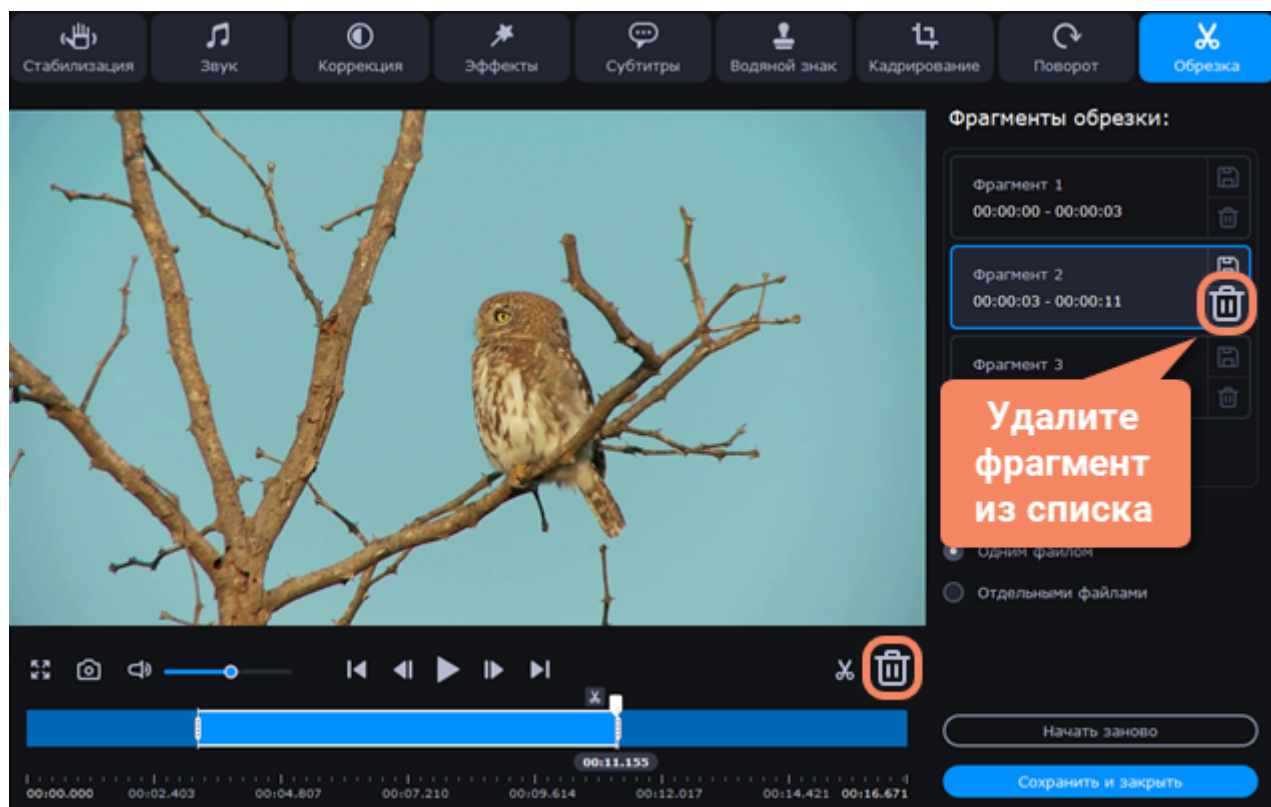 Стабилизация
Звук
Коррекция
Эффекты
Субтитры
Водяной знак
Кадрирование
Поворот
Обрезка
Фрагменты обрезки:
Фрагмент 1
00:00:00 - 00:00:03
Фрагмент 2
00:00:03 - 00:00:11
Фрагмент 3
Удалите
фрагмент
из списка
Одним файлом
Отдельными файлами
00:11.155
00:00.000 00:02.403 00:04.807 00:07.210 00:09.614 00:12.017 00:14.421 00:16.671
Начать заново
Сохранить и закрыть